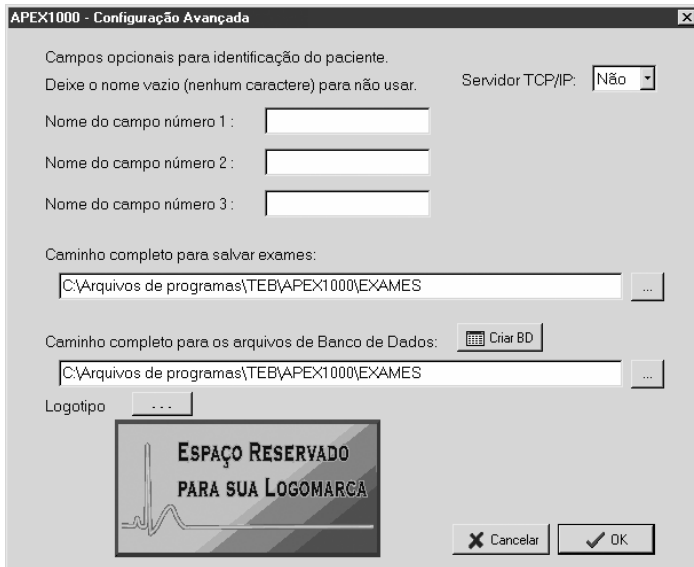 APEX1000 - Configuração Avançada
Campos opcionais para identificação do paciente.
Deixe o nome vazio (nenhum caractere) para não usar.
Servidor TCP/IP: Não
Nome do campo número 1 :
Nome do campo número 2 :
Nome do campo número 3 :
Caminho completo para salvar exames:
C:\Arquivos de programas\TEB\APEX1000\EXAMES
...
Caminho completo para os arquivos de Banco de Dados:
Criar BD
C:\Arquivos de programas\TEB\APEX1000\EXAMES
...
Logotipo
...
ESPAÇO RESERVADO
PARA SUA LOGOMARCA
Cancelar
OK